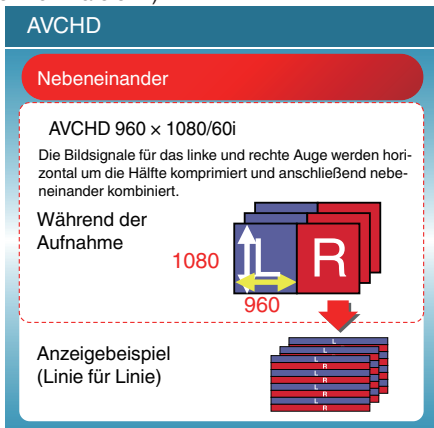 AVCHD
Nebeneinander
AVCHD 960 × 1080/60i
Die Bildsignale für das linke und rechte Auge werden hori-
zontal um die Hälfte komprimiert und anschließend nebe-
neinander kombiniert.
Während der
Aufnahme
1080
L
R
960
Anzeigebeispiel
(Linie für Linie)
L
R
L
R
L
R
L
R